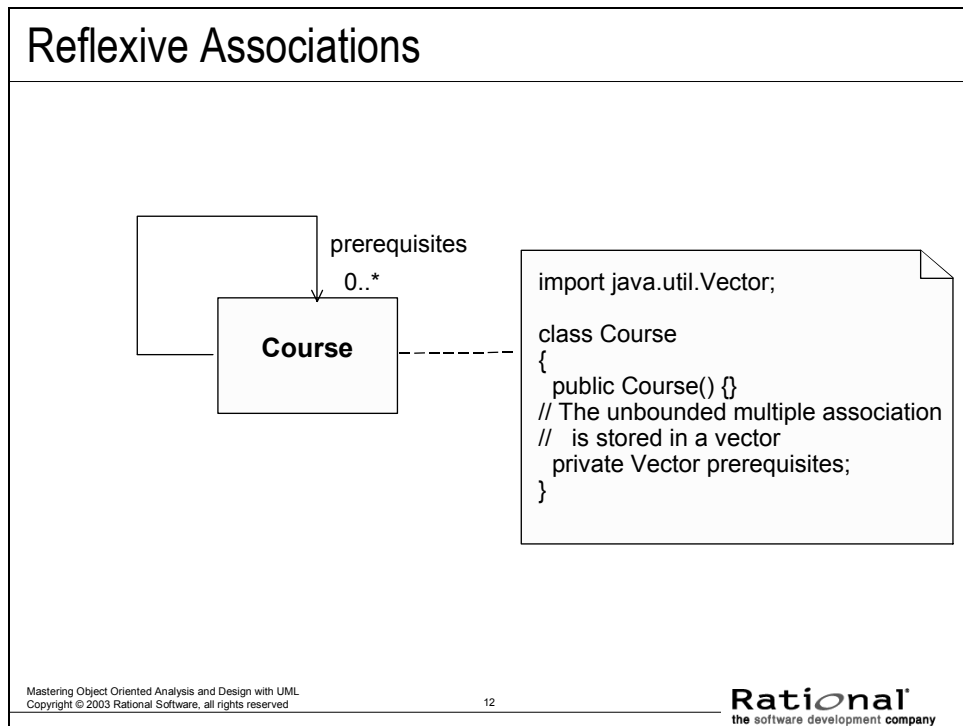 Reflexive Associations
prerequisites
0..*
Course
import java.util.Vector;
class Course
{
public Course() {}
// The unbounded multiple association
//   is stored in a vector
private Vector prerequisites;
}
Mastering Object Oriented Analysis and Design with UML
Copyright © 2003 Rational Software, all rights reserved
12
Rational
the software development company